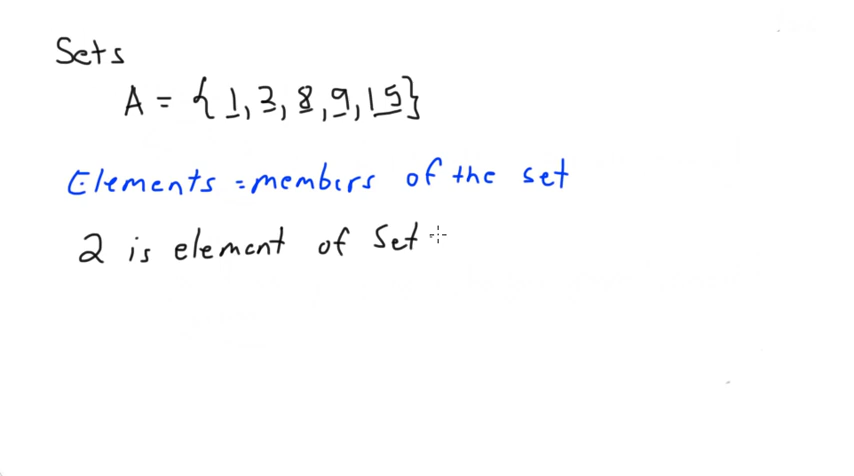 Sets
A = {1, 3, 8, 9, 15}
Elements = members of the set
2 is element of Set